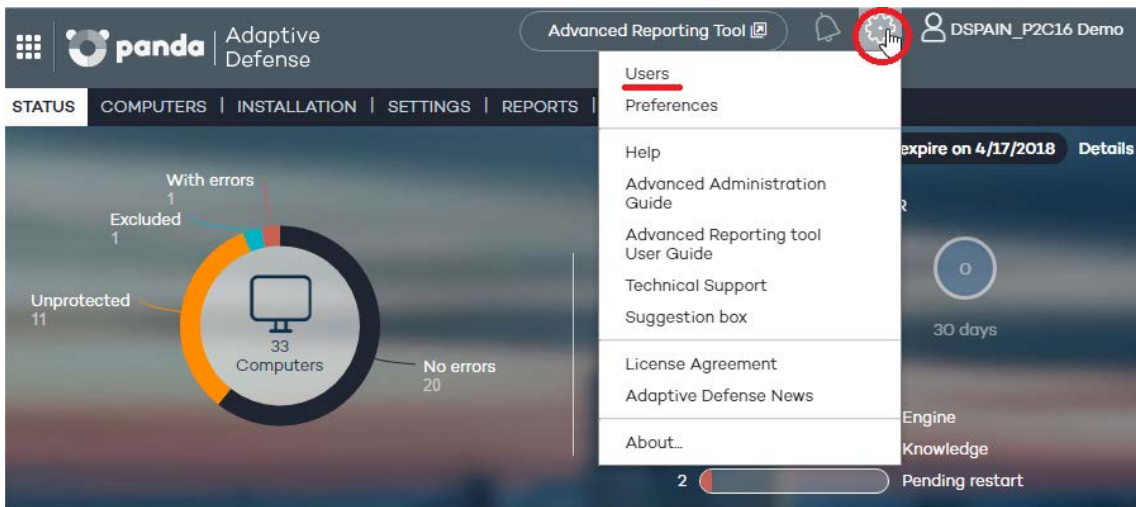 panda Adaptive Defense
Advanced Reporting Tool
DSPAIN_P2C16 Demo
STATUS COMPUTERS | INSTALLATION | SETTINGS | REPORTS |
Users
Preferences
Help
Advanced Administration
Guide
Advanced Reporting tool
User Guide
Technical Support
Suggestion box
License Agreement
Adaptive Defense News
About...
expire on 4/17/2018 Details
With errors
1
Excluded
1
Unprotected
11
33
Computers
No errors
20
0
30 days
Engine
Knowledge
2 Pending restart